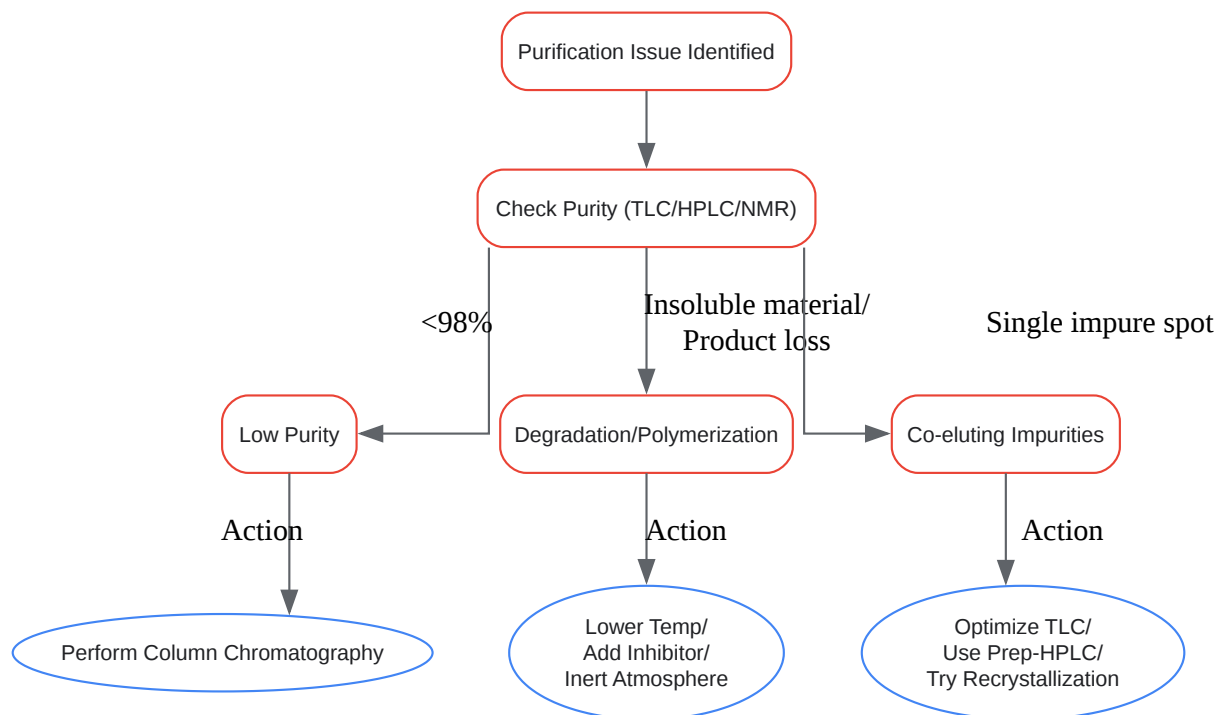 Purification Issue Identified
Check Purity (TLC/HPLC/NMR)
<98%
Insoluble material/
Product loss
Single impure spot
Low Purity
Degradation/Polymerization
Co-eluting Impurities
Action
Action
Action
Perform Column Chromatography
Lower Temp/
Add Inhibitor/
Inert Atmosphere
Optimize TLC/
Use Prep-HPLC/
Try Recrystallization